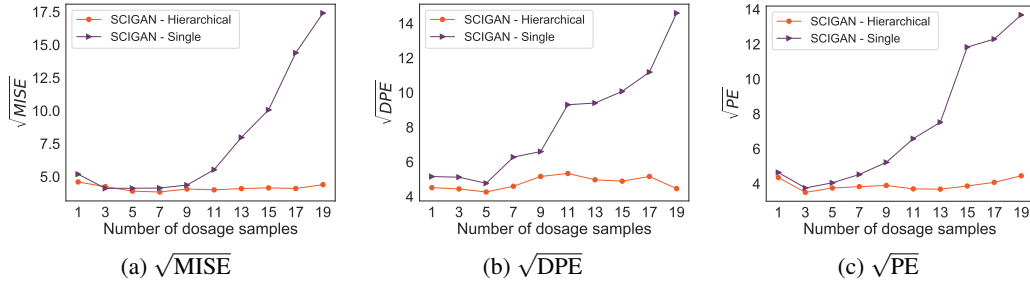 SCIGAN - Hierarchical
SCIGAN - Single
17.5
15.0
12.5
10.0
7.5
5.0
√MISE
1 3 5 7 9 11 13 15 17 19
Number of dosage samples
(a) √MISE
SCIGAN - Hierarchical
SCIGAN - Single
14
12
10
8
6
4
√DPE
1 3 5 7 9 11 13 15 17 19
Number of dosage samples
(b) √DPE
SCIGAN - Hierarchical
SCIGAN - Single
14
12
10
8
6
4
√PE
1 3 5 7 9 11 13 15 17 19
Number of dosage samples
(c) √PE